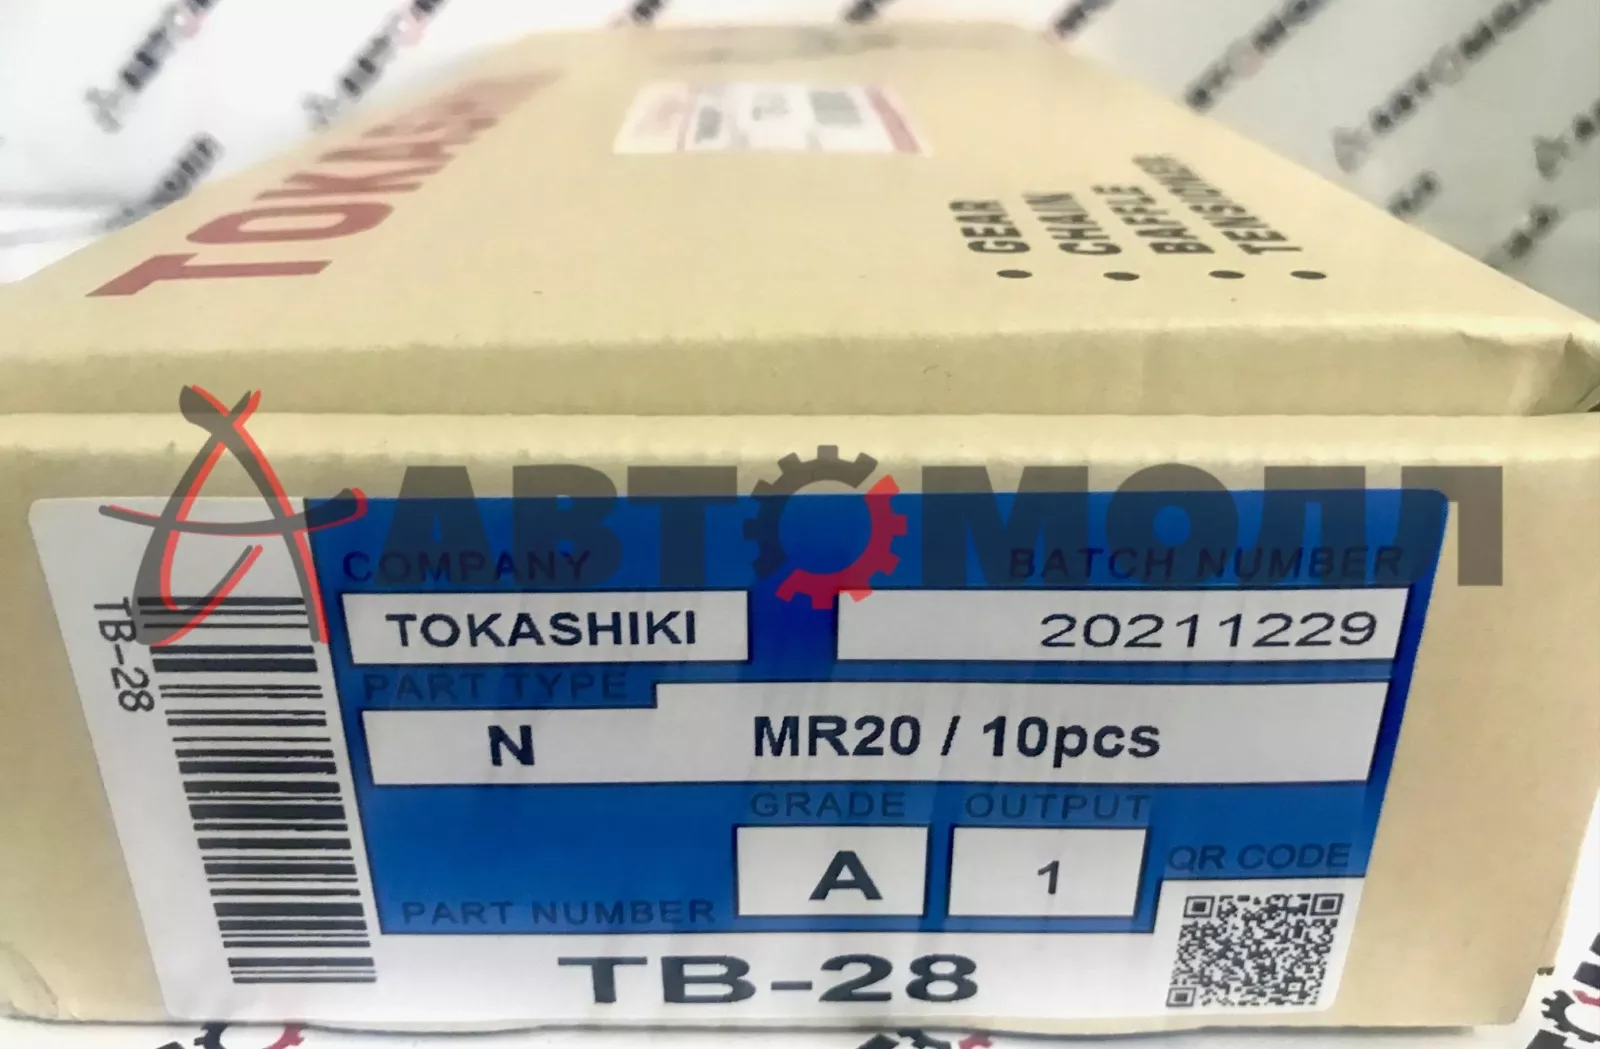 TOKASHIKI
• GEAR
• CHAIN
• BAFFLE
• TENSIONER
АВТОМОЛЛ
COMPANY
BATCH NUMBER
TOKASHIKI
20211229
PART TYPE
N
MR20 / 10pcs
GRADE
OUTPUT
A
1
QR CODE
PART NUMBER
TB-28
TB-28